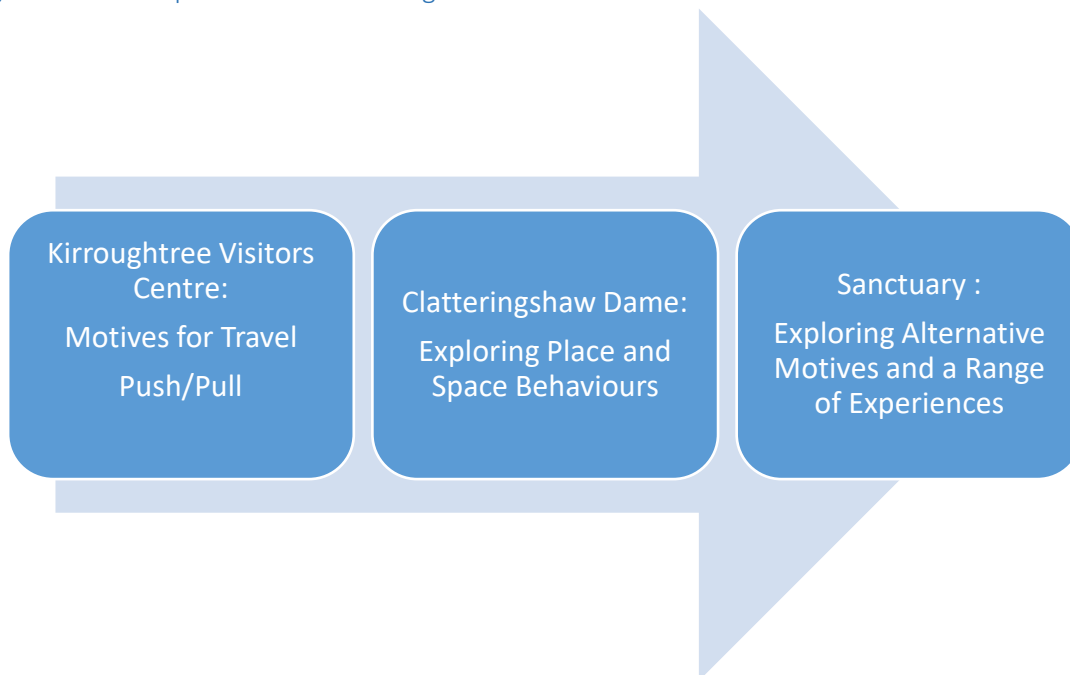 Kirroughtree Visitors
Centre:
Motives for Travel
Push/Pull
Clatteringshaw Dame:
Exploring Place and
Space Behaviours
Sanctuary :
Exploring Alternative
Motives and a Range
of Experiences